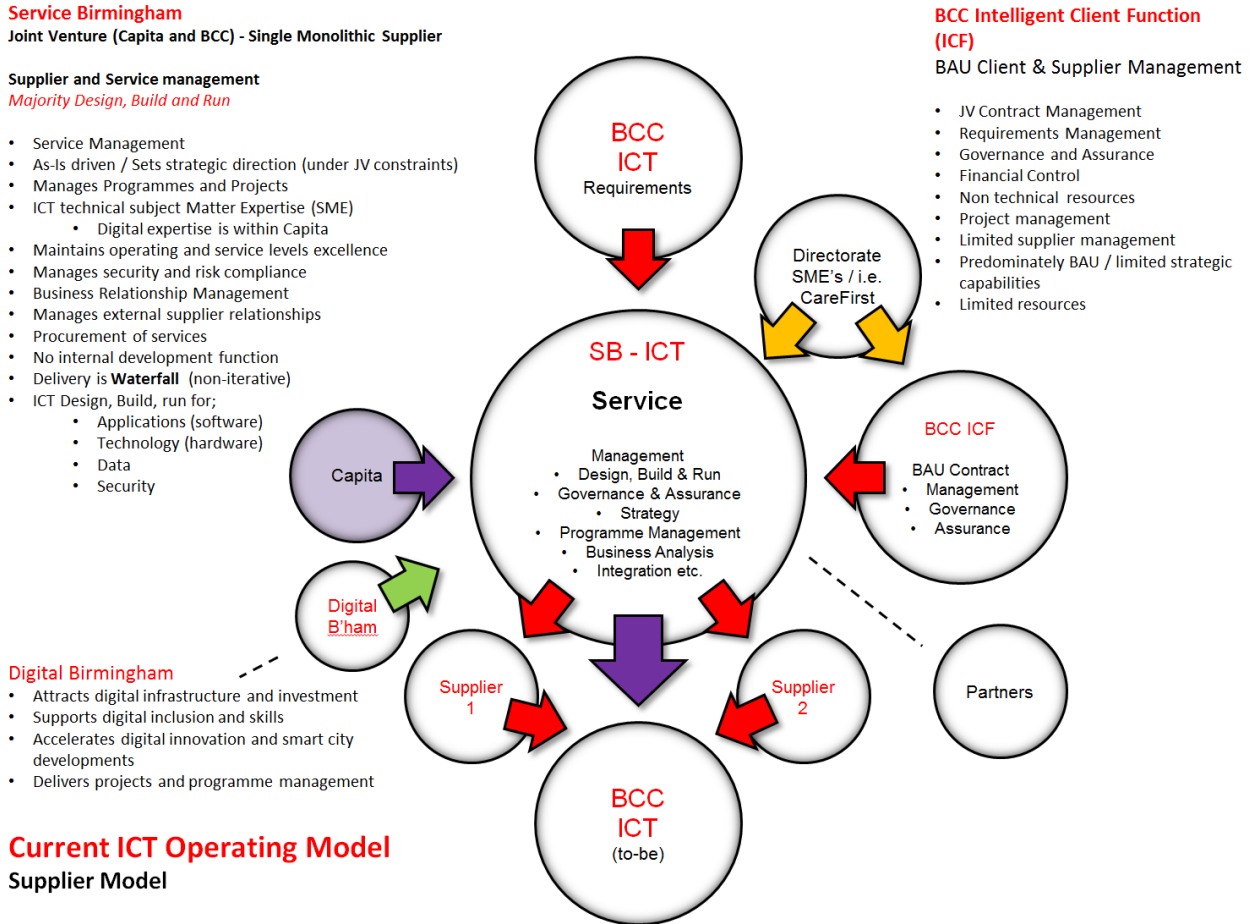 Service Birmingham
Joint Venture (Capita and BCC) - Single Monolithic Supplier
Supplier and Service management
Majority Design, Build and Run
• Service Management
• As-Is driven / Sets strategic direction (under JV constraints)
• Manages Programmes and Projects
• ICT technical subject Matter Expertise (SME)
• Digital expertise is within Capita
• Maintains operating and service levels excellence
• Manages security and risk compliance
• Business Relationship Management
• Manages external supplier relationships
• Procurement of services
• No internal development function
• Delivery is Waterfall (non-iterative)
• ICT Design, Build, run for;
• Applications (software)
• Technology (hardware)
• Data
• Security
BCC Intelligent Client Function
(ICF)
BAU Client & Supplier Management
• JV Contract Management
• Requirements Management
• Governance and Assurance
• Financial Control
• Non technical resources
• Project management
• Limited supplier management
• Predominately BAU / limited strategic
capabilities
• Limited resources
BCC
ICT
Requirements
Directorate
SME's / i.e.
CareFirst
SB - ICT
Service
Management
• Design, Build & Run
• Governance & Assurance
• Strategy
• Programme Management
• Business Analysis
• Integration etc.
BCC ICF
BAU Contract
• Management
• Governance
• Assurance
Capita
Digital
B'ham
Supplier
1
Supplier
2
Partners
BCC
ICT
(to-be)
Digital Birmingham
• Attracts digital infrastructure and investment
• Supports digital inclusion and skills
• Accelerates digital innovation and smart city
developments
• Delivers projects and programme management
Current ICT Operating Model
Supplier Model